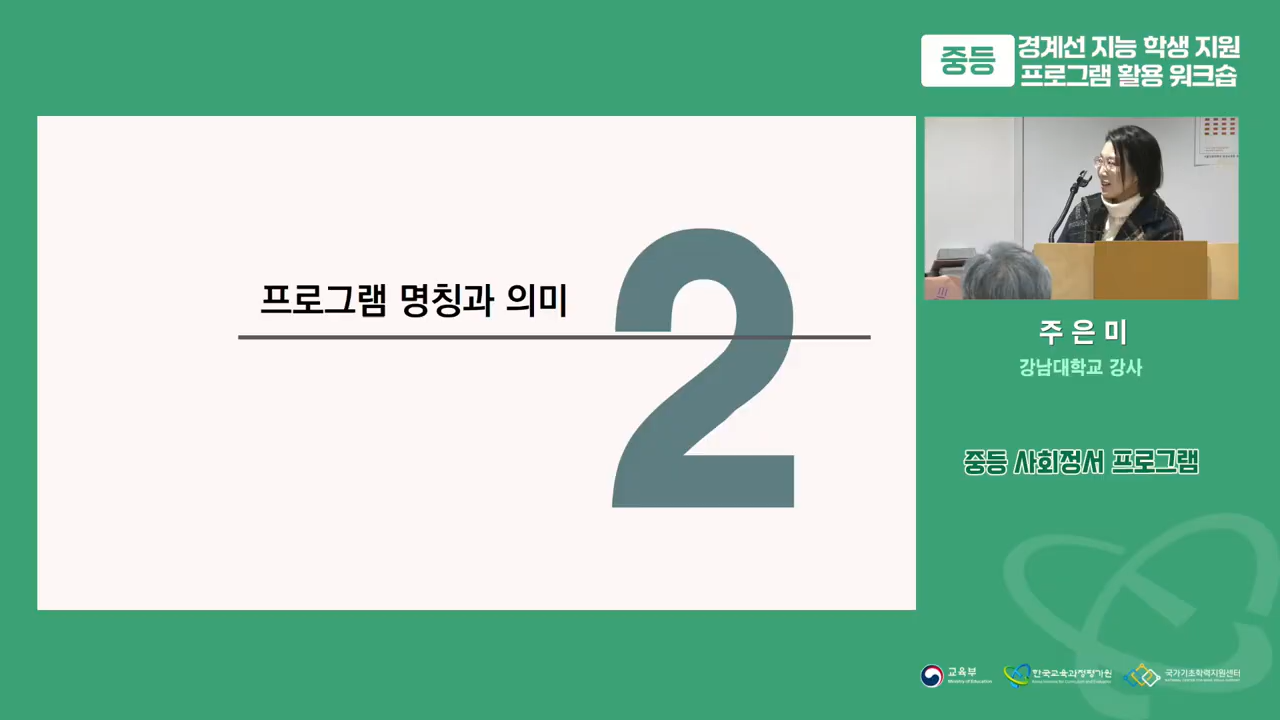 중등
경계선 지능 학생 지원
프로그램 활용 워크숍
프로그램 명칭과 의미
2
주은미
강남대학교 강사
중등 사회정서 프로그램
교육부
Ministry of Education
한국교육과정평가원
국가기초학력지원센터